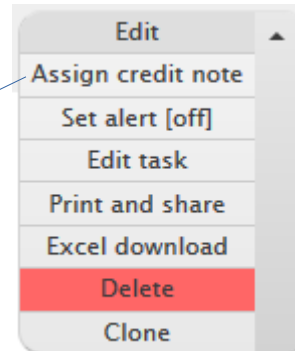 Edit
Assign credit note
Set alert [off]
Edit task
Print and share
Excel download
Delete
Clone